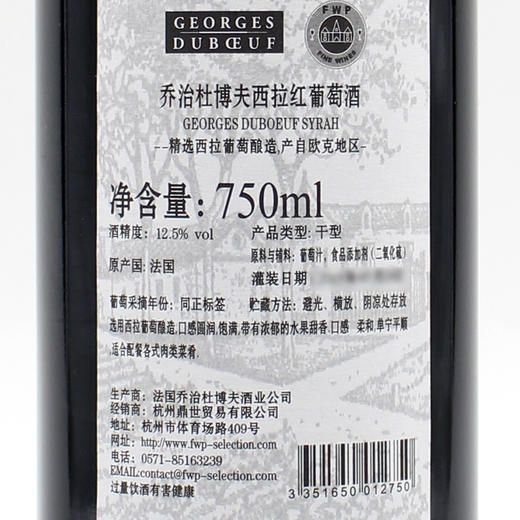 GEORGES
DUBŒUF
FWP
FINE WINES
乔治杜博夫西拉红葡萄酒
GEORGES DUBOEUF SYRAH
--精选西拉葡萄酿造,产自欧克地区-
净含量：750ml
酒精度：12.5% vol 产品类型：干型
原料与辅料：葡萄汁，食品添加剂（二氧化硫）
原产国：法国
灌装日期
葡萄采摘年份：同正标签 贮藏方法：避光、横放、阴凉处存放
选用西拉葡萄酿造,口感圆润,饱满,带有浓郁的水果甜香.口感 柔和,单宁平顺
适合配餐各式肉类菜肴.
生产商：法国乔治杜博夫酒业公司
经销商：杭州鼎世贸易有限公司
地址：杭州市体育场路409号
网址：http://www.fwp-selection.com
电话：0571-85163239
EMAIL:contact@fwp-selection.com
过量饮酒有害健康
3 351650 012750